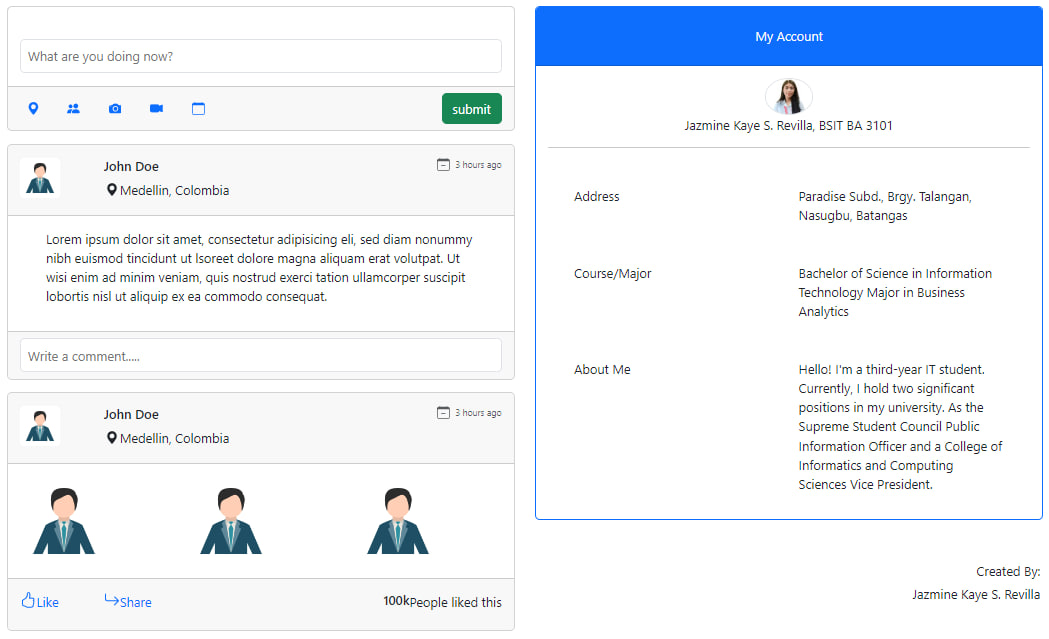 What are you doing now?
submit
John Doe
3 hours ago
Medellin, Colombia
Lorem ipsum dolor sit amet, consectetur adipisicing eli, sed diam nonummy
nibh euismod tincidunt ut lsoreet dolore magna aliquam erat volutpat. Ut
wisi enim ad minim veniam, quis nostrud exerci tation ullamcorper suscipit
lobortis nisl ut aliquip ex ea commodo consequat.
Write a comment.....
John Doe
3 hours ago
Medellin, Colombia
Like
Share
100kPeople liked this
My Account
Jazmine Kaye S. Revilla, BSIT BA 3101
Address
Paradise Subd., Brgy. Talangan,
Nasugbu, Batangas
Course/Major
Bachelor of Science in Information
Technology Major in Business
Analytics
About Me
Hello! I'm a third-year IT student.
Currently, I hold two significant
positions in my university. As the
Supreme Student Council Public
Information Officer and a College of
Informatics and Computing
Sciences Vice President.
Created By:
Jazmine Kaye S. Revilla